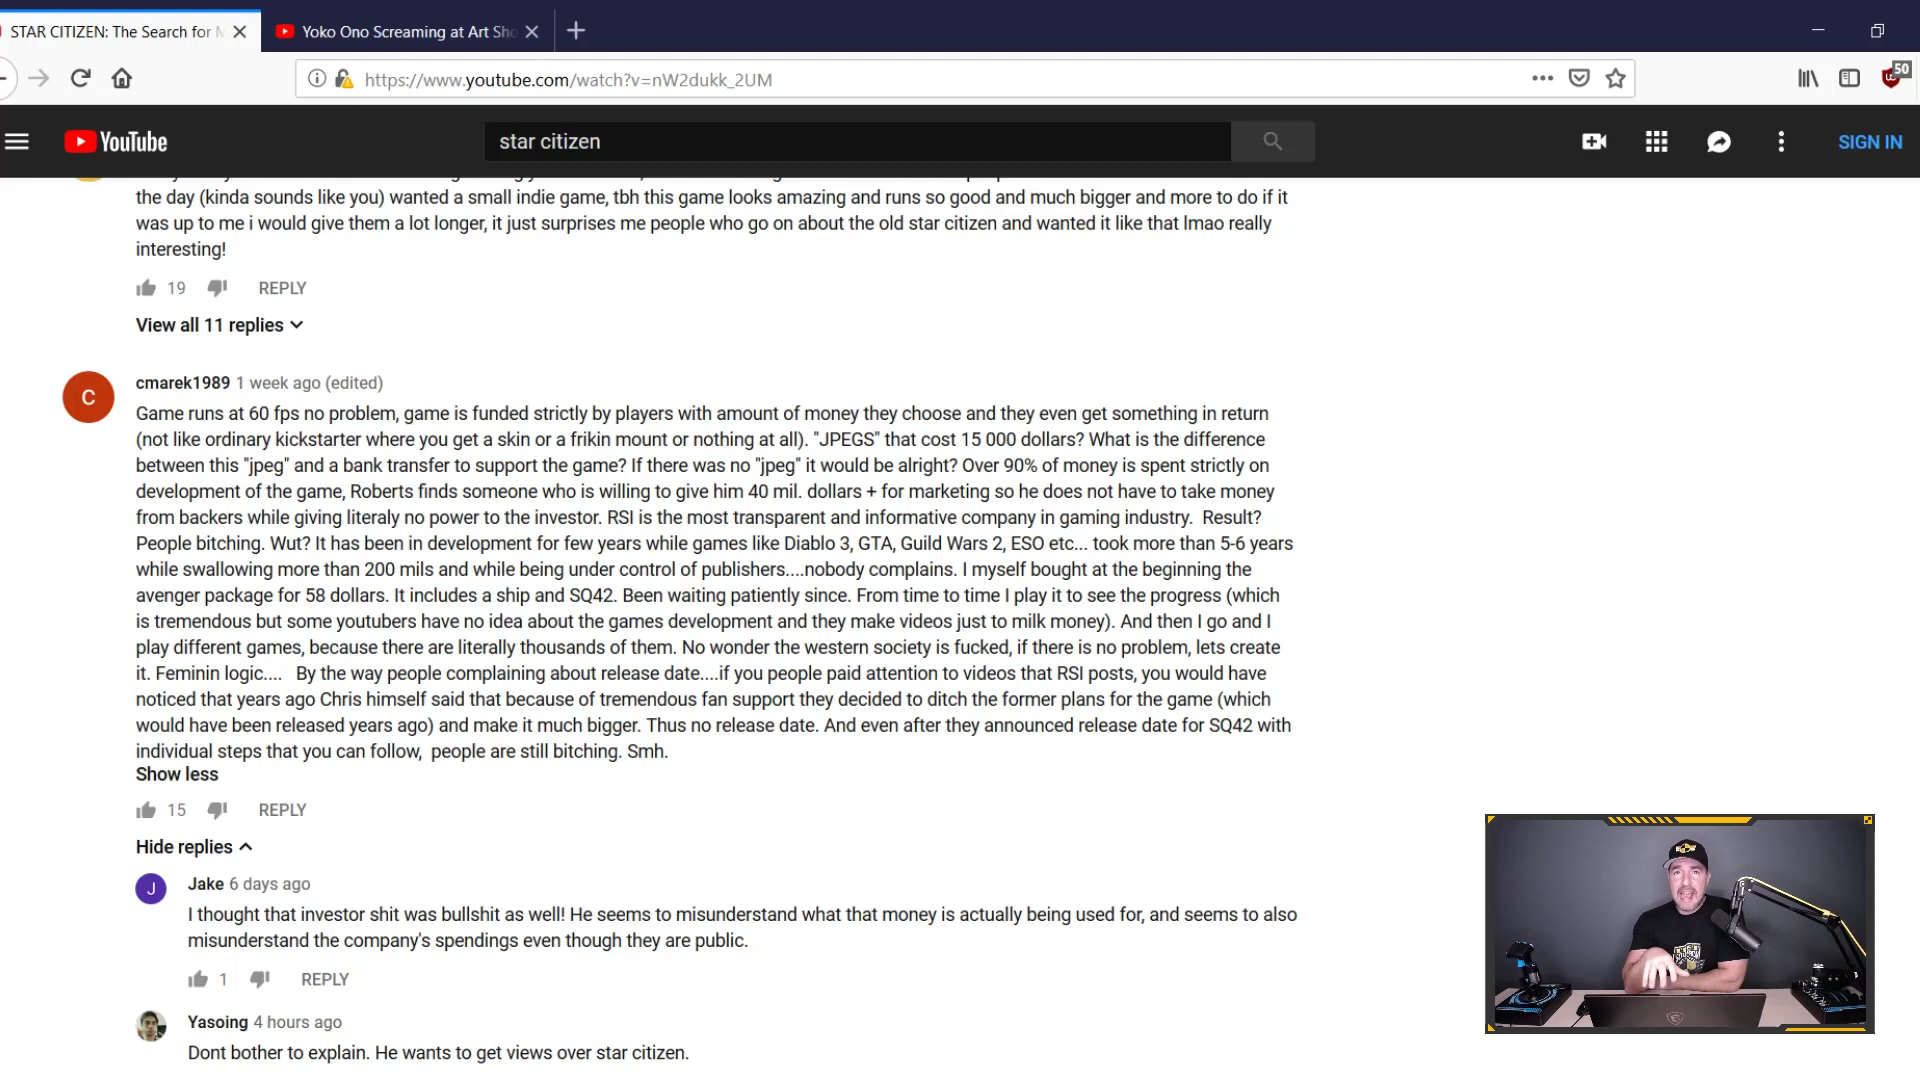 STAR CITIZEN: The Search for
Yoko Ono Screaming at Art Sho
https://www.youtube.com/watch?v=nW2dukk_2UM
50
YouTube
star citizen
SIGN IN
the day (kinda sounds like you) wanted a small indie game, tbh this game looks amazing and runs so good and much bigger and more to do if it
was up to me i would give them a lot longer, it just surprises me people who go on about the old star citizen and wanted it like that lmao really
interesting!
19 REPLY
View all 11 replies
C
cmarek1989 1 week ago (edited)
Game runs at 60 fps no problem, game is funded strictly by players with amount of money they choose and they even get something in return
(not like ordinary kickstarter where you get a skin or a frikin mount or nothing at all). "JPEGS" that cost 15 000 dollars? What is the difference
between this "jpeg" and a bank transfer to support the game? If there was no "jpeg" it would be alright? Over 90% of money is spent strictly on
development of the game, Roberts finds someone who is willing to give him 40 mil. dollars + for marketing so he does not have to take money
from backers while giving literaly no power to the investor. RSI is the most transparent and informative company in gaming industry. Result?
People bitching. Wut? It has been in development for few years while games like Diablo 3, GTA, Guild Wars 2, ESO etc... took more than 5-6 years
while swallowing more than 200 mils and while being under control of publishers....nobody complains. I myself bought at the beginning the
avenger package for 58 dollars. It includes a ship and SQ42. Been waiting patiently since. From time to time I play it to see the progress (which
is tremendous but some youtubers have no idea about the games development and they make videos just to milk money). And then I go and I
play different games, because there are literally thousands of them. No wonder the western society is fucked, if there is no problem, lets create
it. Feminin logic.... By the way people complaining about release date....if you people paid attention to videos that RSI posts, you would have
noticed that years ago Chris himself said that because of tremendous fan support they decided to ditch the former plans for the game (which
would have been released years ago) and make it much bigger. Thus no release date. And even after they announced release date for SQ42 with
individual steps that you can follow, people are still bitching. Smh.
Show less
15 REPLY
Hide replies
J
Jake 6 days ago
I thought that investor shit was bullshit as well! He seems to misunderstand what that money is actually being used for, and seems to also
misunderstand the company's spendings even though they are public.
1 REPLY
Yasoing 4 hours ago
Dont bother to explain. He wants to get views over star citizen.